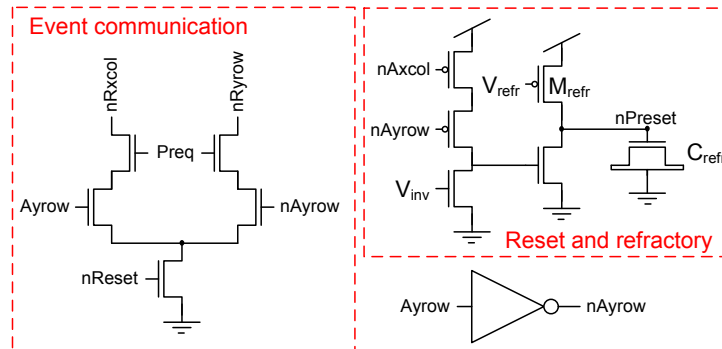 Event communication
nRxcol
nRyrow
Preq
Ayrow
nAyrow
nReset
nAxcol
Vrefr
Mrefr
nPreset
nAyrow
Crefr
Vinv
Reset and refractory
Ayrow
nAyrow